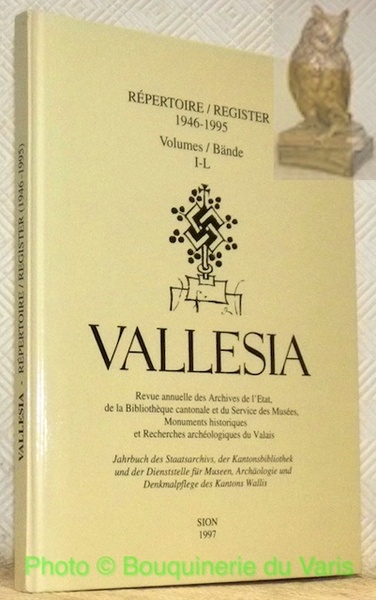 RÉPERTOIRE / REGISTER
1946-1995
Volumes / Bände
I-L
VALLESIA
Revue annuelle des Archives de l'Etat,
de la Bibliothèque cantonale et du Service des Musées,
Monuments historiques
et Recherches archéologiques du Valais
Jahrbuch des Staatsarchivs, der Kantonsbibliothek
und der Dienststelle für Museen, Archäologie und
Denkmalpflege des Kantons Wallis
SION
1997
VALLESIA - RÉPERTOIRE / REGISTER (1946-1995)
Photo © Bouquinerie du Varis